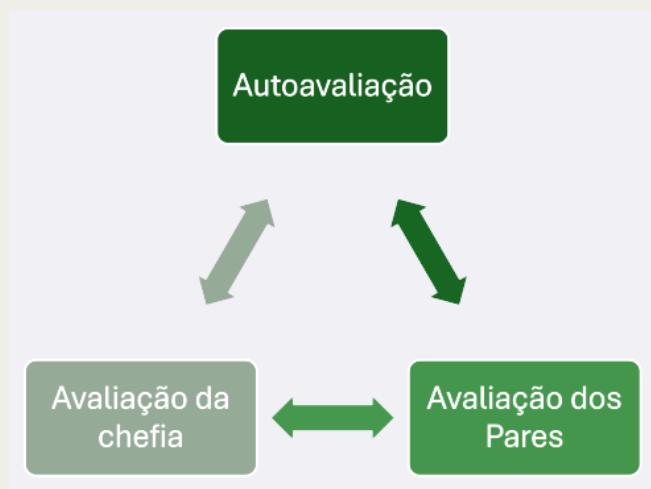 Autoavaliação
Avaliação da
chefia
Avaliação dos
Pares